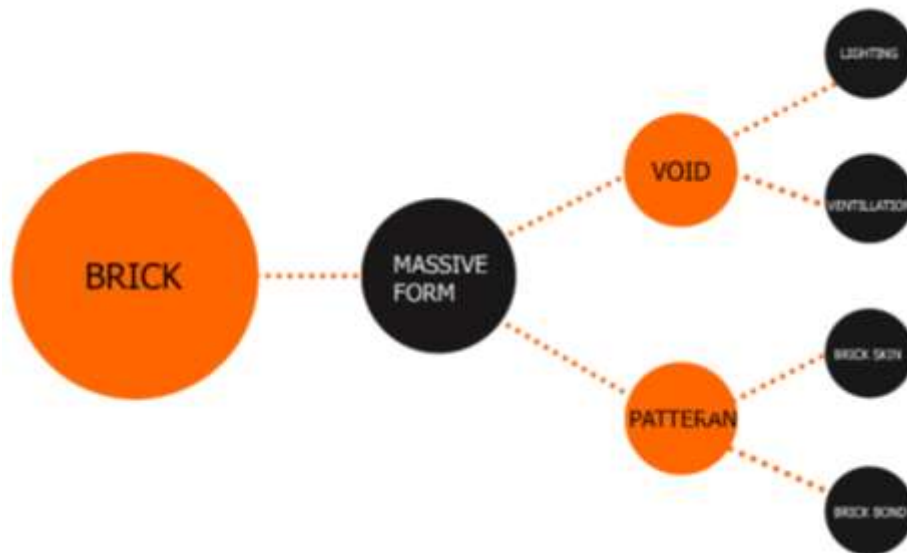 BRICK
MASSIVE
FORM
VOID
PATTERAN
LIGHTING
VENTILLATION
BRICK SKIN
BRICK BOND